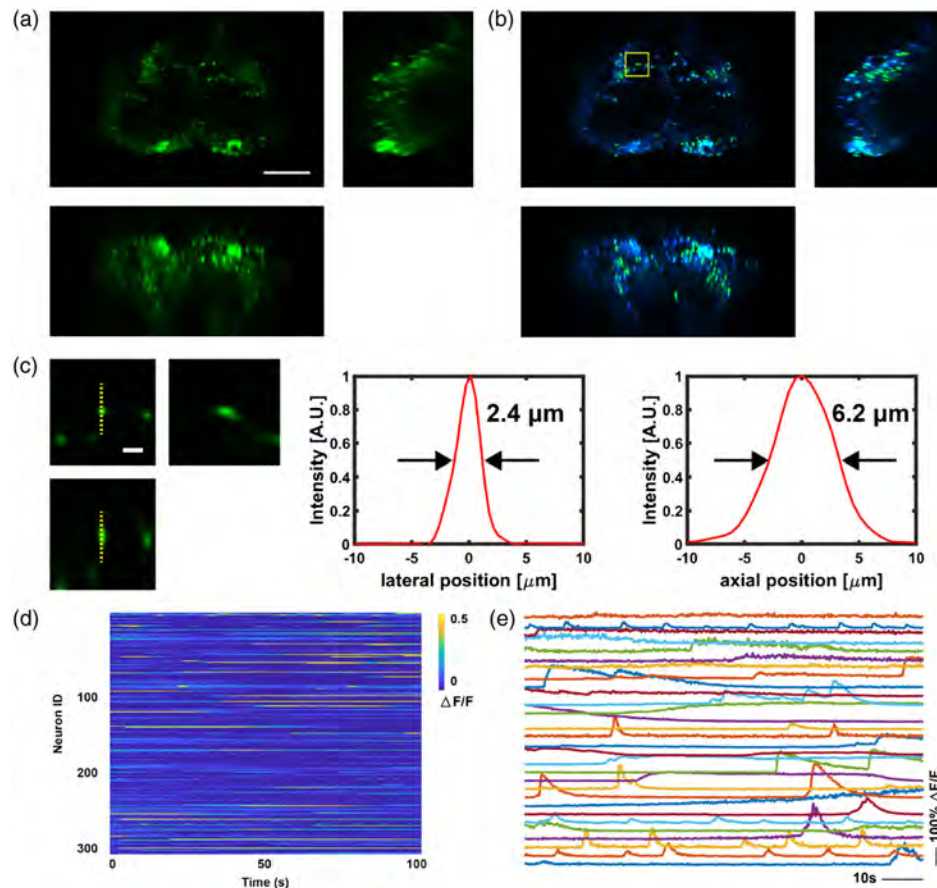 (a)
(b)
(c)
Intensity [A.U.]
1
0.8
0.6
0.4
0.2
0
2.4 μm
-10
-5
0
5
10
lateral position [μm]
Intensity [A.U.]
1
0.8
0.6
0.4
0.2
0
6.2 μm
-10
-5
0
5
10
axial position [μm]
(d)
Neuron ID
100
200
300
0
50
100
Time (s)
0.5
0
△F/F
(e)
100% △F/F
10s